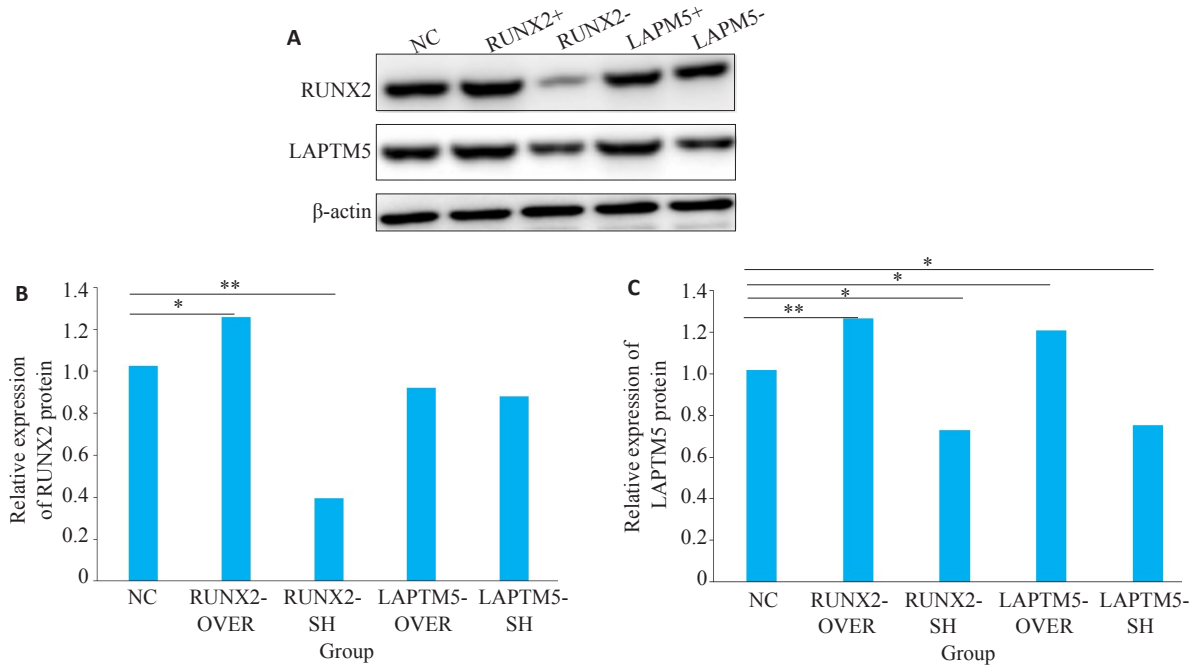 A
NC RUNX2+ RUNX2- LAPM5+ LAPM5-
RUNX2
LAPTM5
β-actin
B
1.4
1.2
1.0
0.8
0.6
0.4
0.2
0
Relative expression
of RUNX2 protein
*
**
NC RUNX2- RUNX2- LAPTM5- LAPTM5-
OVER SH OVER SH
Group
C
1.4
1.2
1.0
0.8
0.6
0.4
0.2
0
Relative expression of
LAPTM5 protein
*
*
*
**
NC RUNX2- RUNX2- LAPTM5- LAPTM5-
OVER SH OVER SH
Group